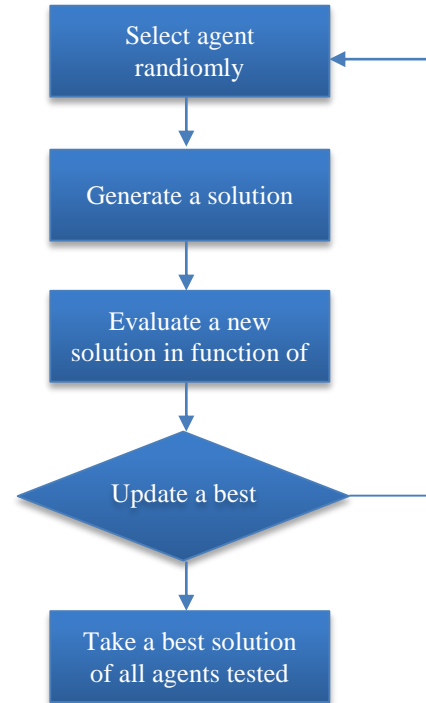 Select agent
randiomly
Generate a solution
Evaluate a new
solution in function of
Update a best
Take a best solution
of all agents tested